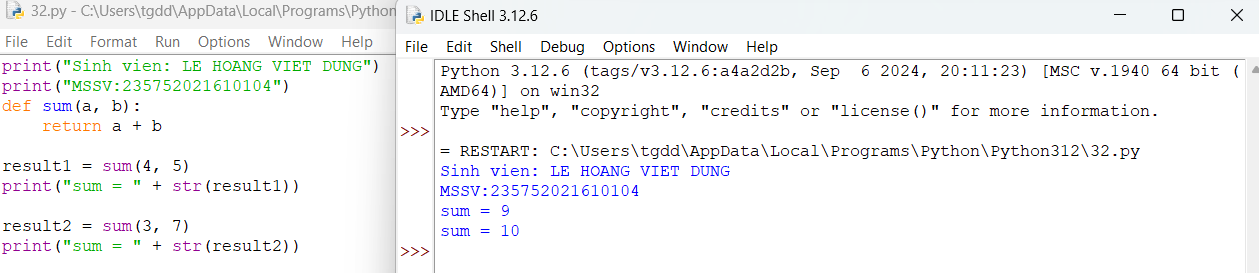 32.py - C:\Users\tgdd\AppData\Local\Programs\Python
File Edit Format Run Options Window Help
print("Sinh vien: LE HOANG VIET DUNG")
print("MSSV:235752021610104")
def sum(a, b):
    return a + b
result1 = sum(4, 5)
print("sum = " + str(result1))
result2 = sum(3, 7)
print("sum = " + str(result2))
IDLE Shell 3.12.6
File Edit Shell Debug Options Window Help
Python 3.12.6 (tags/v3.12.6:a4a2d2b, Sep  6 2024, 20:11:23) [MSC v.1940 64 bit (
AMD64)] on win32
Type "help", "copyright", "credits" or "license()" for more information.
>>>
= RESTART: C:\Users\tgdd\AppData\Local\Programs\Python\Python312\32.py
Sinh vien: LE HOANG VIET DUNG
MSSV:235752021610104
sum = 9
sum = 10
>>>